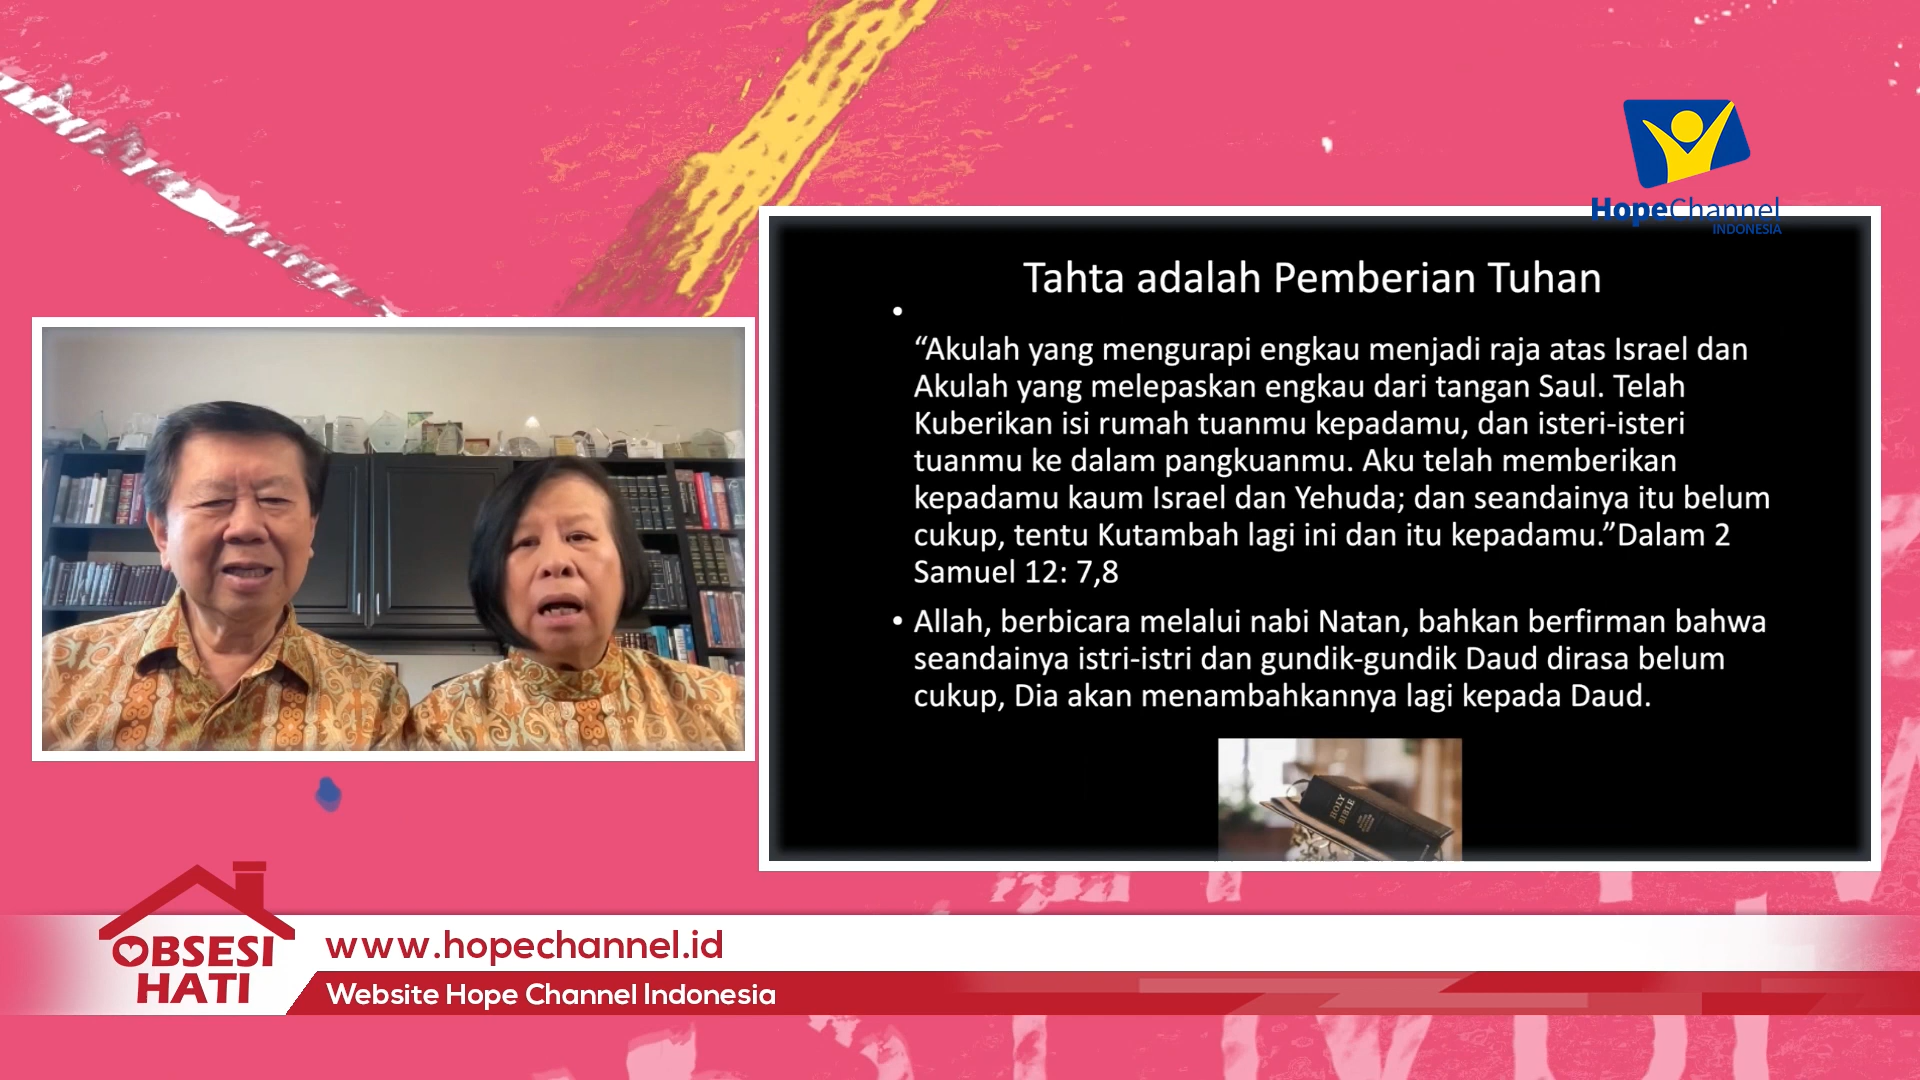 HopeChannel
INDONESIA
Tahta adalah Pemberian Tuhan
•
“Akulah yang mengurapi engkau menjadi raja atas Israel dan
Akulah yang melepaskan engkau dari tangan Saul. Telah
Kuberikan isi rumah tuanmu kepadamu, dan isteri-isteri
tuanmu ke dalam pangkuanmu. Aku telah memberikan
kepadamu kaum Israel dan Yehuda; dan seandainya itu belum
cukup, tentu Kutambah lagi ini dan itu kepadamu.”Dalam 2
Samuel 12: 7,8
• Allah, berbicara melalui nabi Natan, bahkan berfirman bahwa
seandainya istri-istri dan gundik-gundik Daud dirasa belum
cukup, Dia akan menambahkannya lagi kepada Daud.
HOLY
BIBLE
OBSESI
HATI
www.hopechannel.id
Website Hope Channel Indonesia